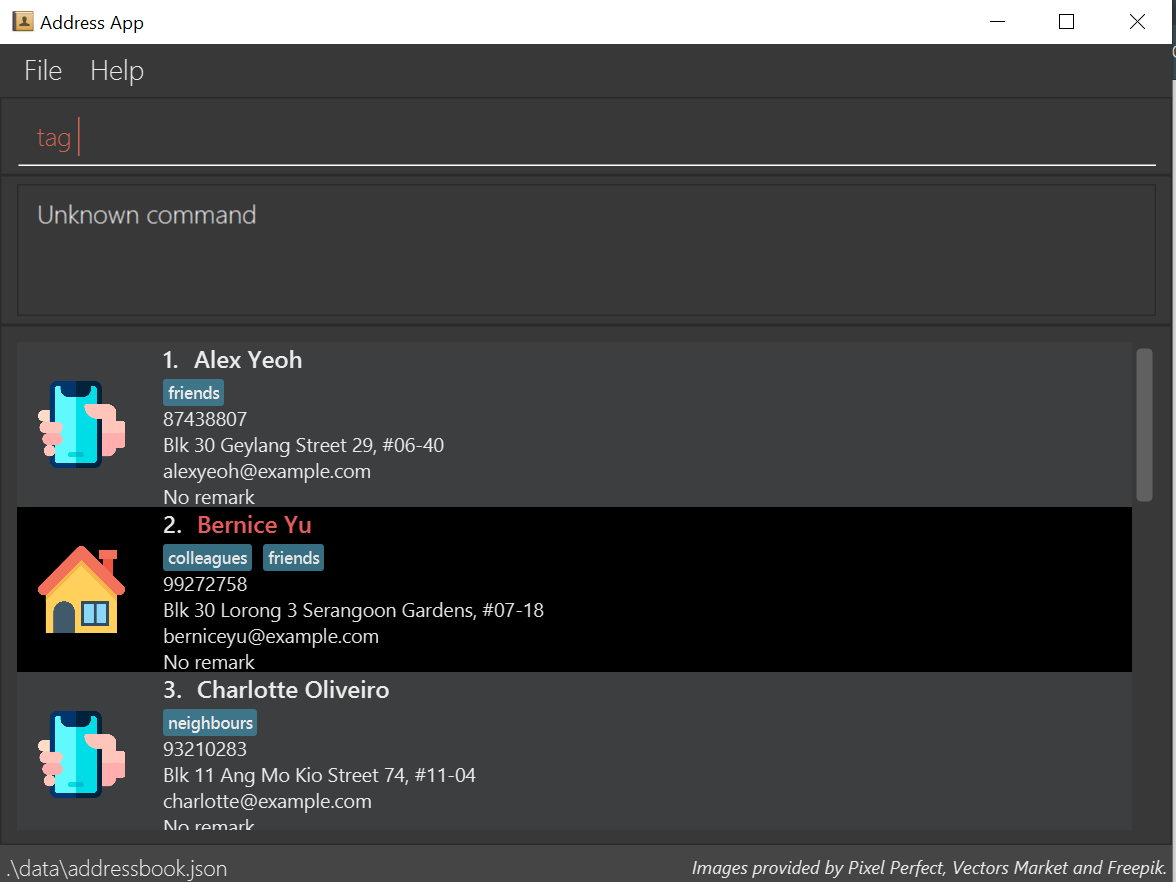 Address App
File Help
tag
Unknown command
1. Alex Yeoh
friends
87438807
Blk 30 Geylang Street 29, #06-40
alexyeoh@example.com
No remark
2. Bernice Yu
colleagues friends
99272758
Blk 30 Lorong 3 Serangoon Gardens, #07-18
berniceyu@example.com
No remark
3. Charlotte Oliveiro
neighbours
93210283
Blk 11 Ang Mo Kio Street 74, #11-04
charlotte@example.com
No remark
.\data\addressbook.json Images provided by Pixel Perfect, Vectors Market and Freepik.